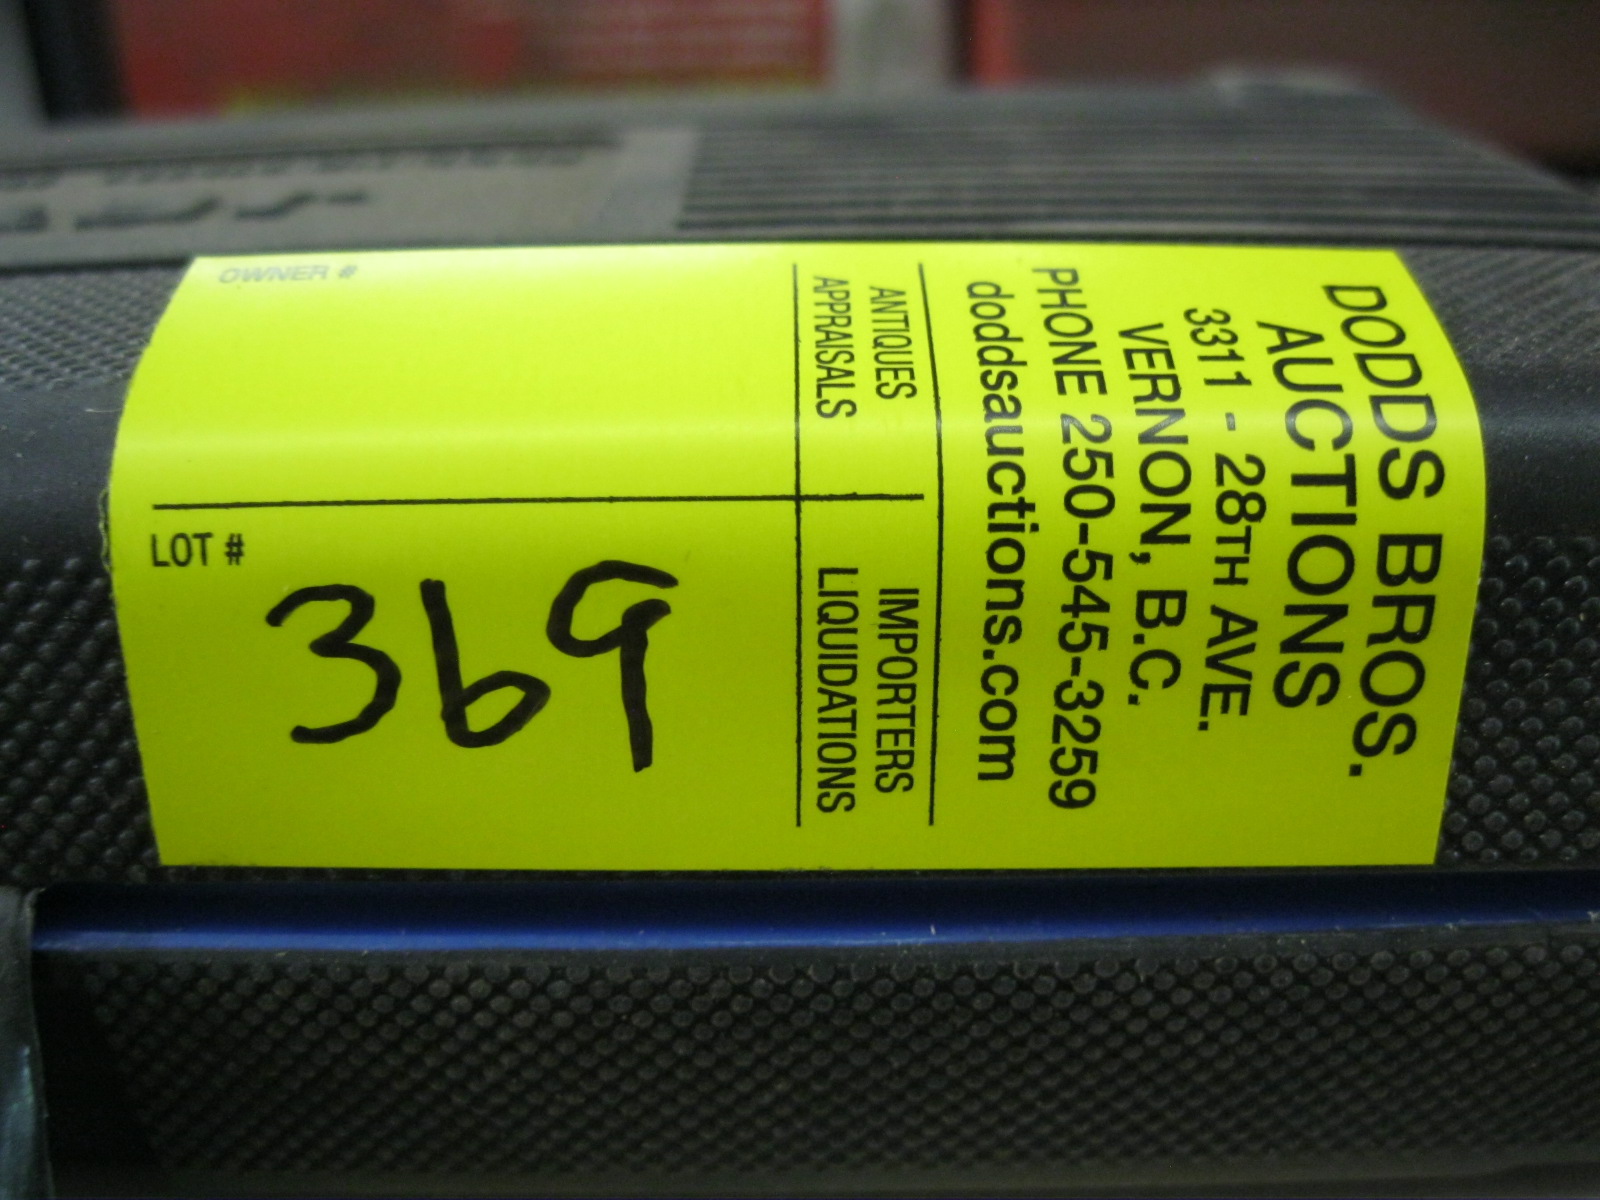 DODDS BROS.
AUCTIONS
3311 - 28TH AVE.
VERNON, B.C.
PHONE 250-545-3259
doddsauctions.com
ANTIQUES
APPRAISALS
IMPORTERS
LIQUIDATIONS
OWNER #
LOT #
369